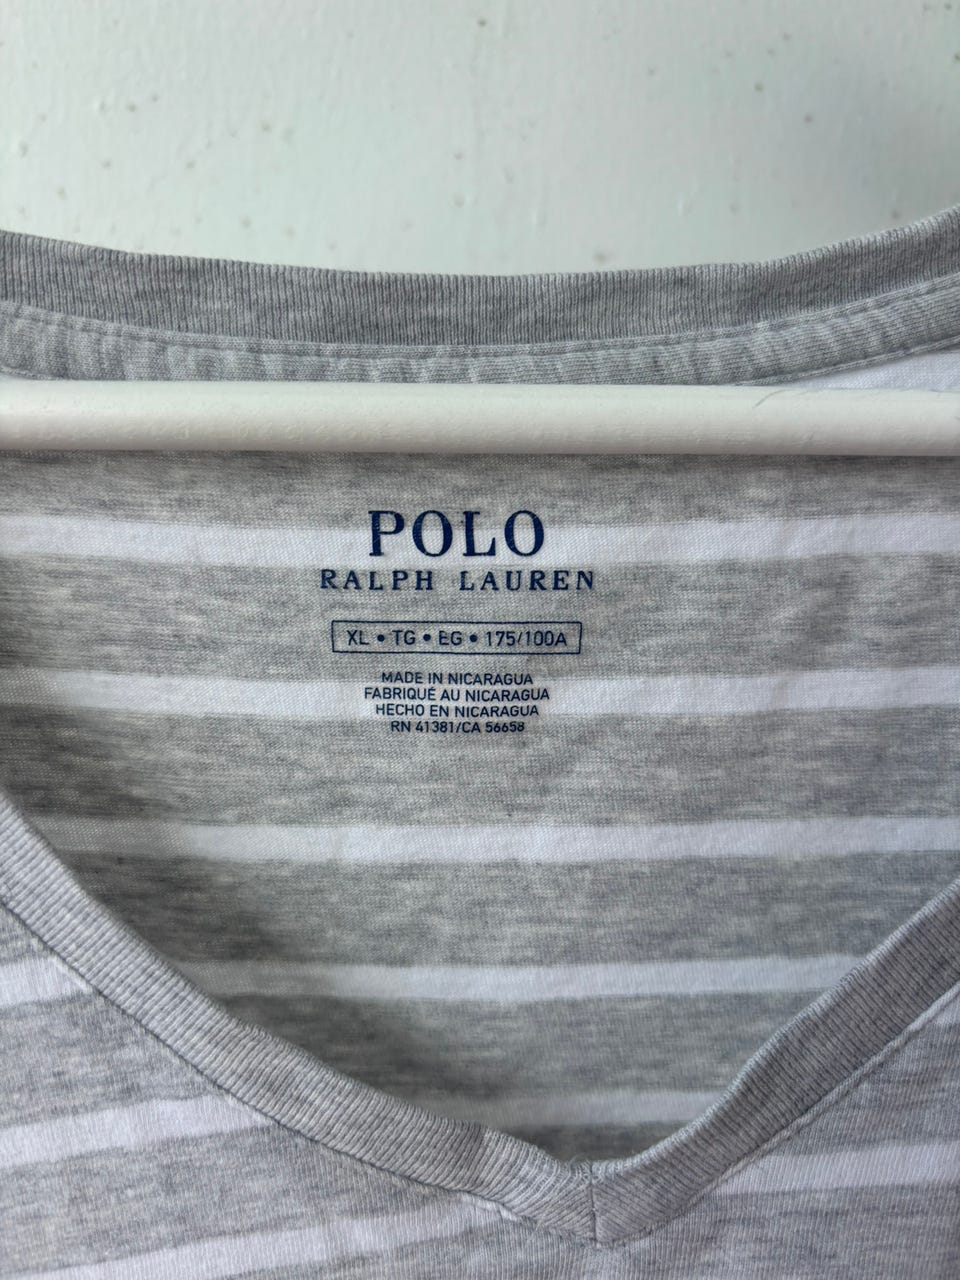 POLO
RALPH LAUREN
XL • TG • EG • 175/100A
MADE IN NICARAGUA
FABRIQUÉ AU NICARAGUA
HECHO EN NICARAGUA
RN 41381/CA 56658